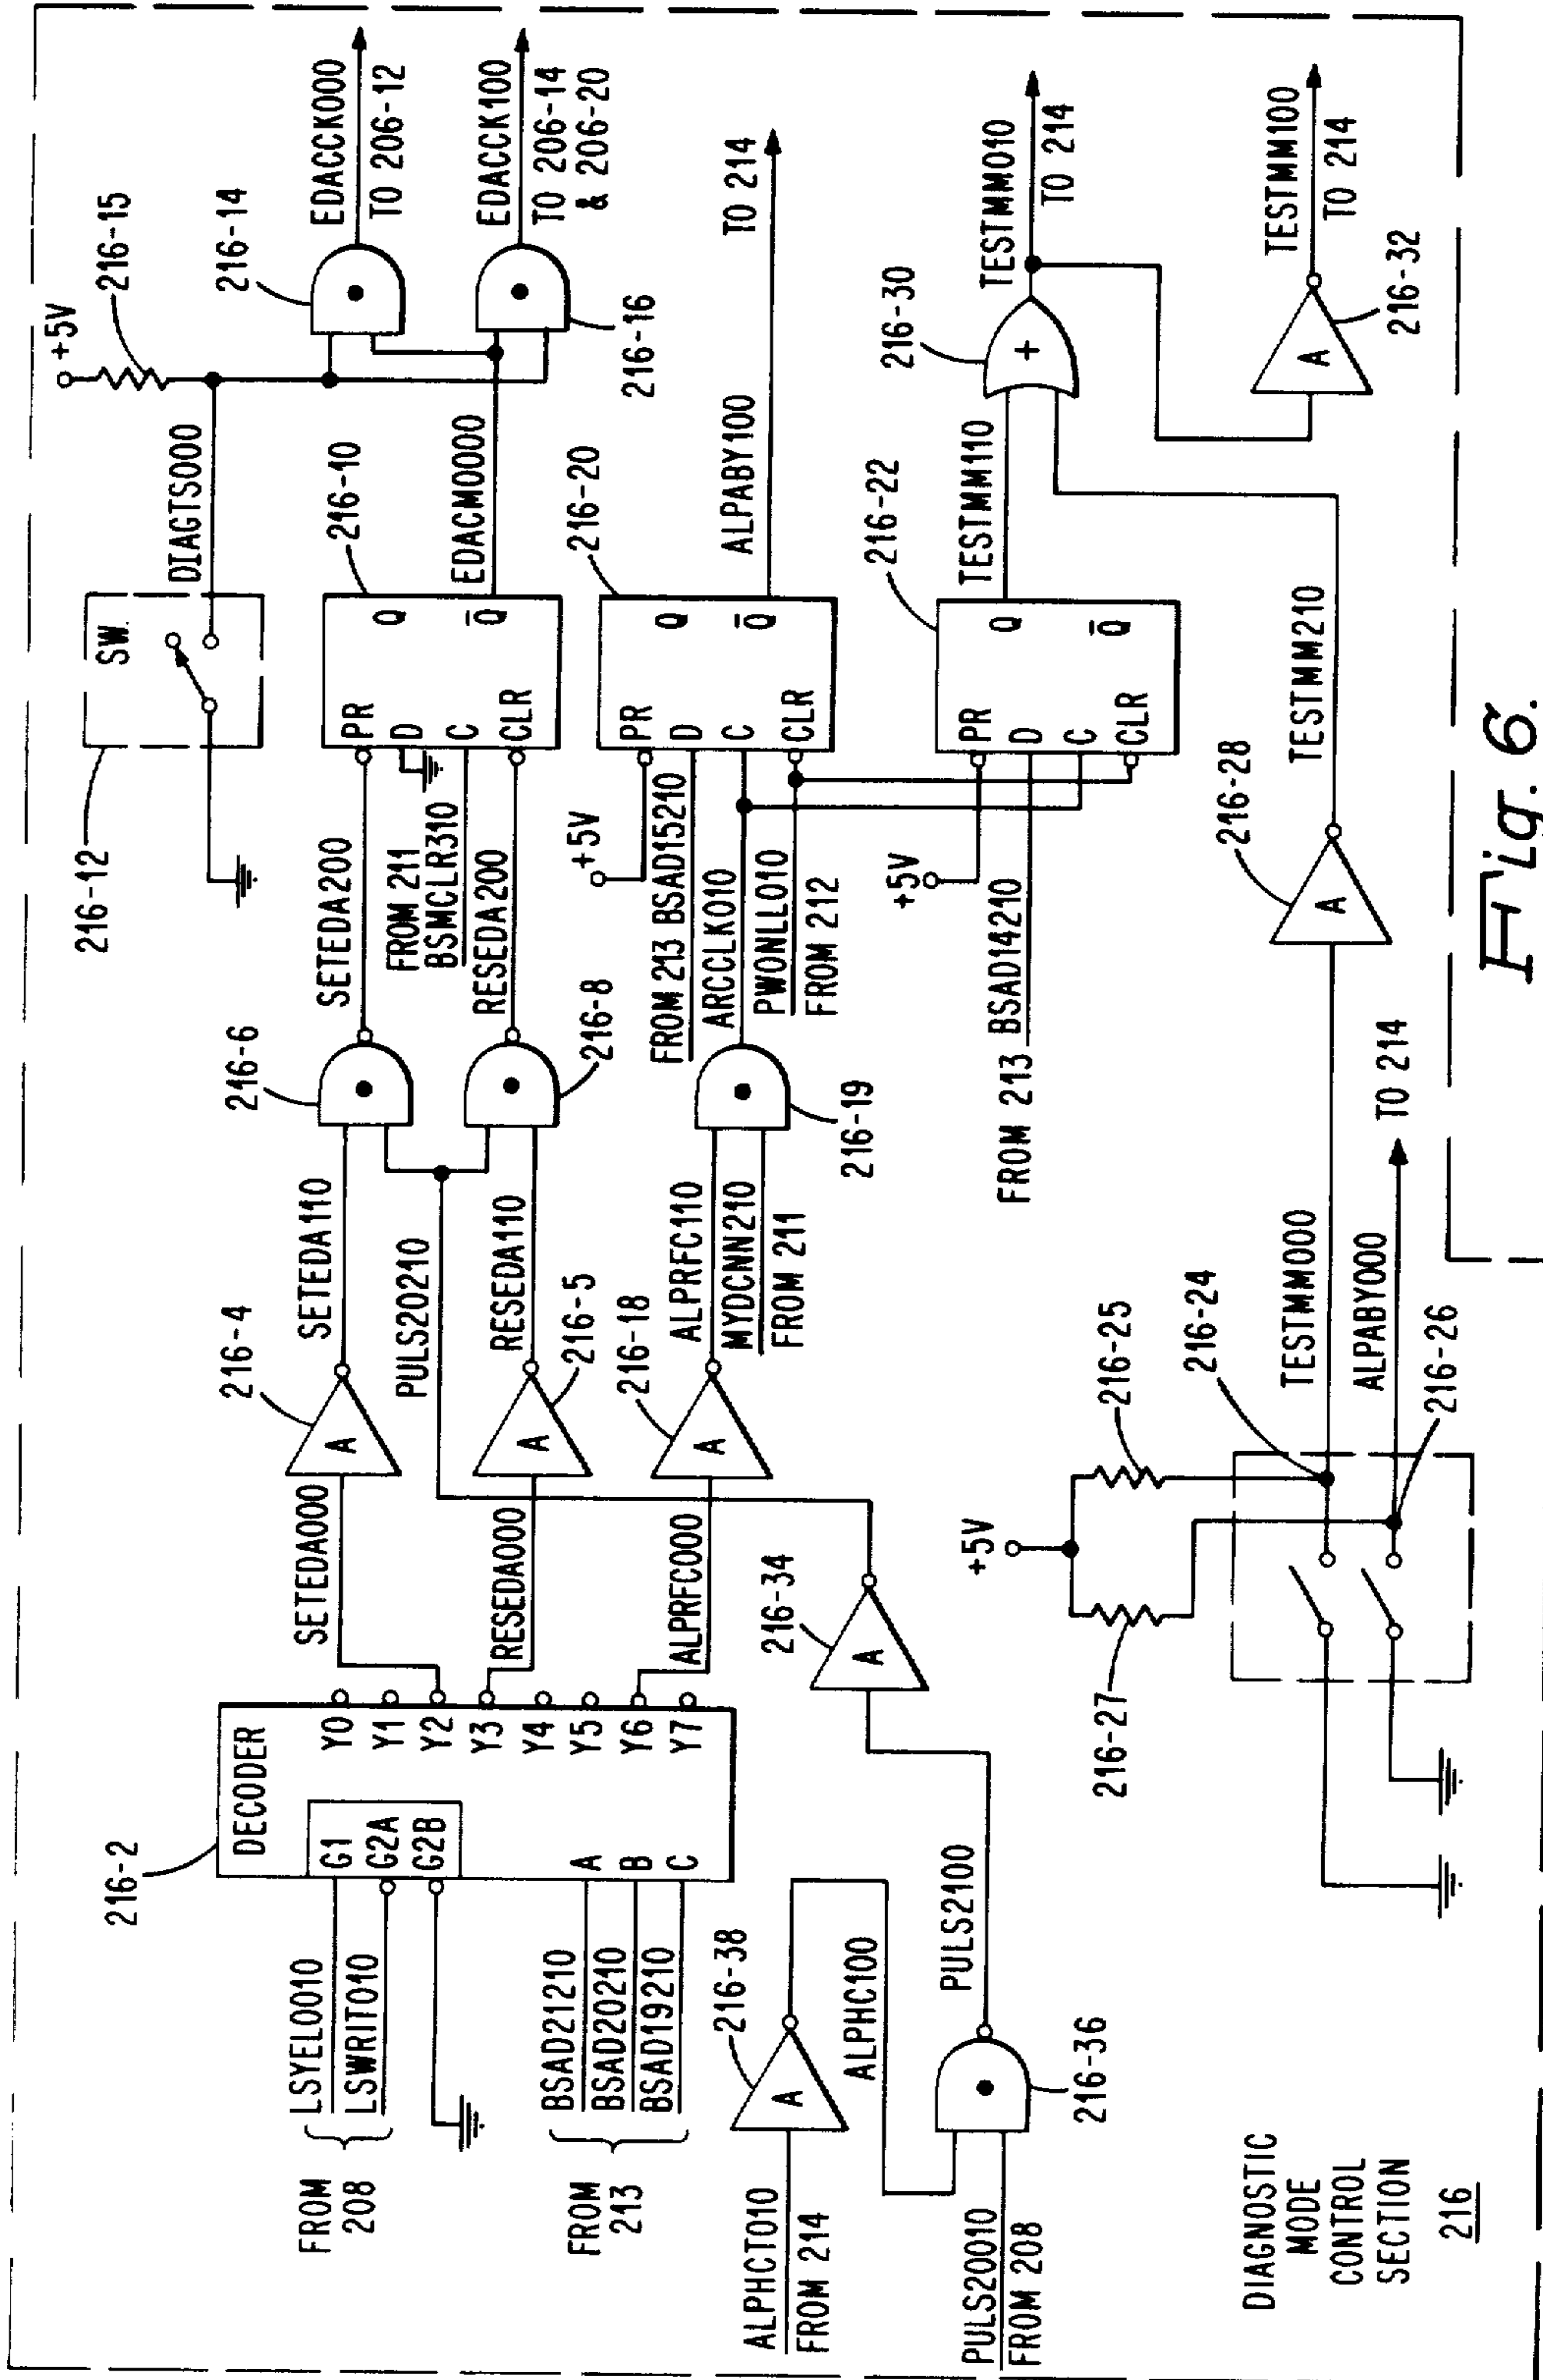 216-2
DECODER
G1
G2A
G2B
A
B
C
Y0
Y1
Y2
Y3
Y4
Y5
Y6
Y7
LSYEL0010
LSWRIT010
FROM
208
BSAD21210
BSAD20210
BSAD19210
FROM
213
SETEDA000
RESEDA000
ALPRFC000
216-4
A
SETEDA110
PULS20210
A
216-5
RESEDA110
216-18
A
ALPRFC110
MYDCNN210
FROM 211
216-6
SETEDA200
216-8
RESEDA200
216-19
ARCCLK010
FROM 211
BSMCLR310
216-12
SW.
DIAGTS000
+5V
216-15
216-10
PR
D
C
CLR
Q
Q̅
EDACM0000
216-14
EDACCK000
TO 206-12
216-16
EDACCK100
TO 206-14
& 206-20
+5V
FROM 213 BSAD15210
PWONLL010
FROM 212
216-20
PR
D
C
CLR
Q
Q̅
ALPABY100
TO 214
+5V
FROM 213 BSAD14210
216-22
PR
D
C
CLR
Q
Q̅
TESTMM110
216-30
+
TESTMM010
TO 214
A
216-32
TESTMM100
TO 214
216-38
A
ALPHCT010
FROM 214
ALPHC100
PULS20010
FROM 208
216-36
PULS2100
216-34
A
+5V
216-27
216-25
216-24
216-26
TESTMM000
ALPABY000
TO 214
216-28
A
TESTMM210
DIAGNOSTIC
MODE
CONTROL
SECTION
216
Fig. 6.